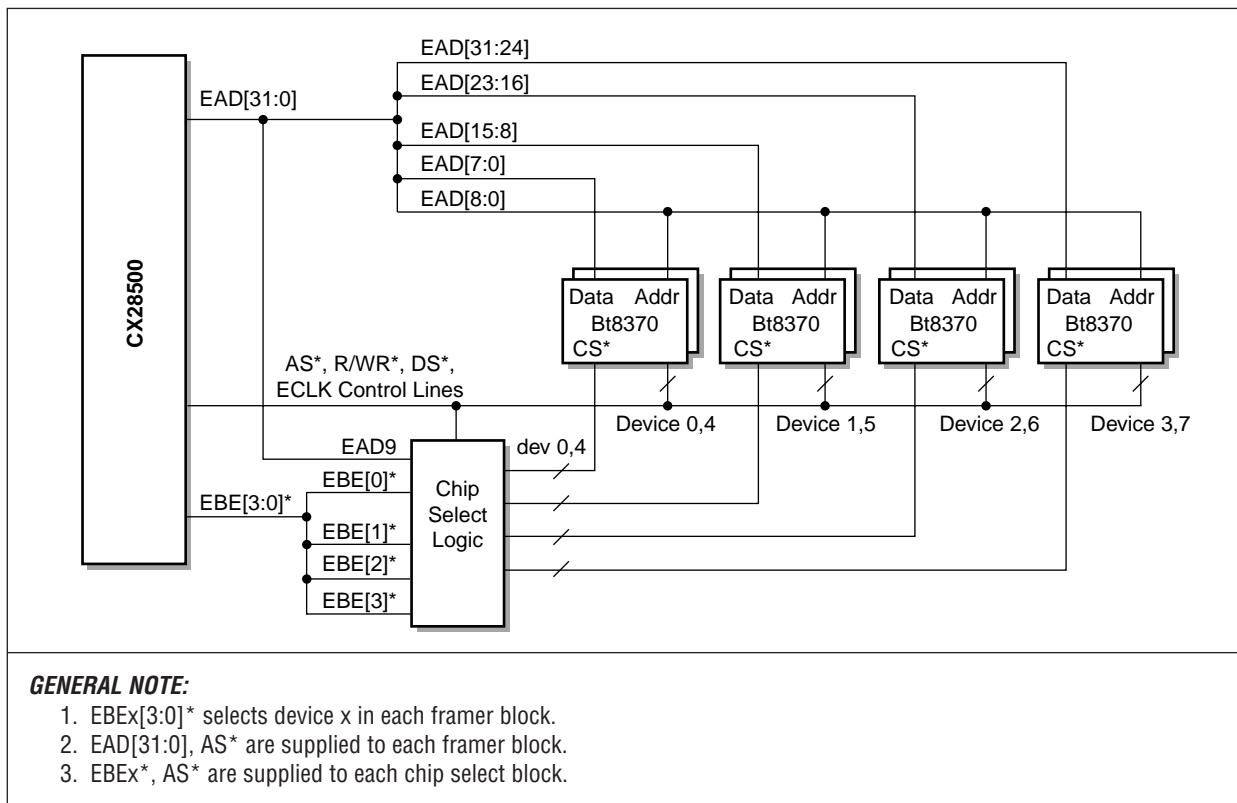 EAD[31:24]
EAD[23:16]
EAD[31:0]
EAD[15:8]
EAD[7:0]
EAD[8:0]
CX28500
Data Addr
Bt8370
CS*
Data Addr
Bt8370
CS*
Data Addr
Bt8370
CS*
Data Addr
Bt8370
CS*
AS*, R/WR*, DS*,
ECLK Control Lines
Device 0,4
Device 1,5
Device 2,6
Device 3,7
EAD9
dev 0,4
EBE[3:0]*
EBE[0]*
EBE[1]*
EBE[2]*
EBE[3]*
Chip
Select
Logic
GENERAL NOTE:
1. EBEx[3:0]* selects device x in each framer block.
2. EAD[31:0], AS* are supplied to each framer block.
3. EBEx*, AS* are supplied to each chip select block.